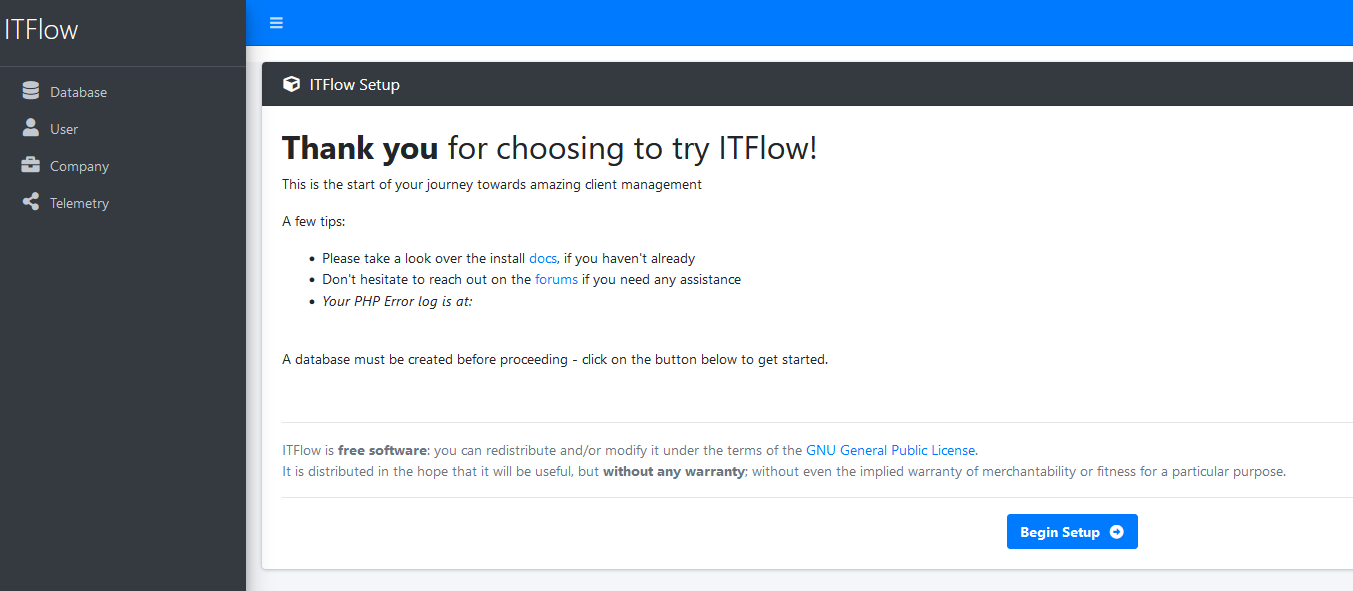 ITFlow
Database
User
Company
Telemetry
ITFlow Setup
Thank you for choosing to try ITFlow!
This is the start of your journey towards amazing client management
A few tips:
Please take a look over the install docs, if you haven't already
Don't hesitate to reach out on the forums if you need any assistance
Your PHP Error log is at:
A database must be created before proceeding - click on the button below to get started.
ITFlow is free software: you can redistribute and/or modify it under the terms of the GNU General Public License.
It is distributed in the hope that it will be useful, but without any warranty; without even the implied warranty of merchantability or fitness for a particular purpose.
Begin Setup